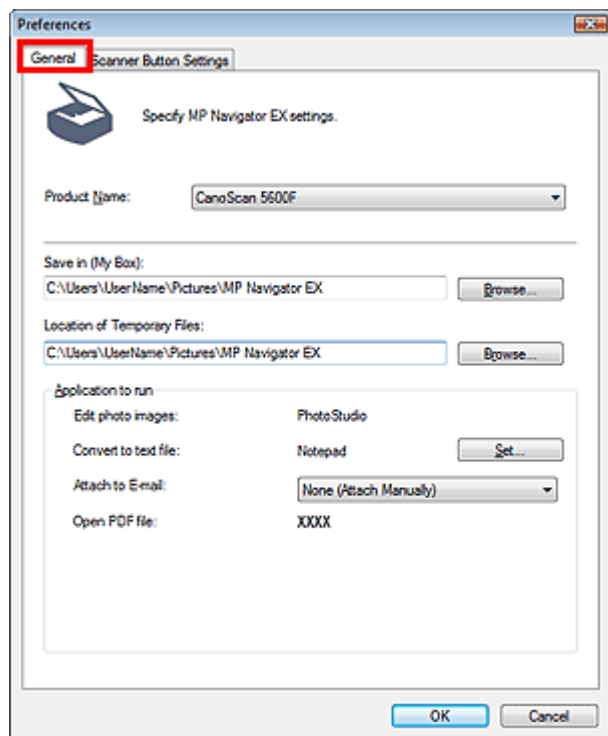 Preferences
General Scanner Button Settings
Specify MP Navigator EX settings.
Product Name: CanoScan 5600F
Save in (My Box):
C:\Users\UserName\Pictures\MP Navigator EX Browse...
Location of Temporary Files:
C:\Users\UserName\Pictures\MP Navigator EX Browse...
Application to run
Edit photo images: PhotoStudio
Convert to text file: Notepad Set...
Attach to E-mail: None (Attach Manually)
Open PDF file: XXXX
OK Cancel